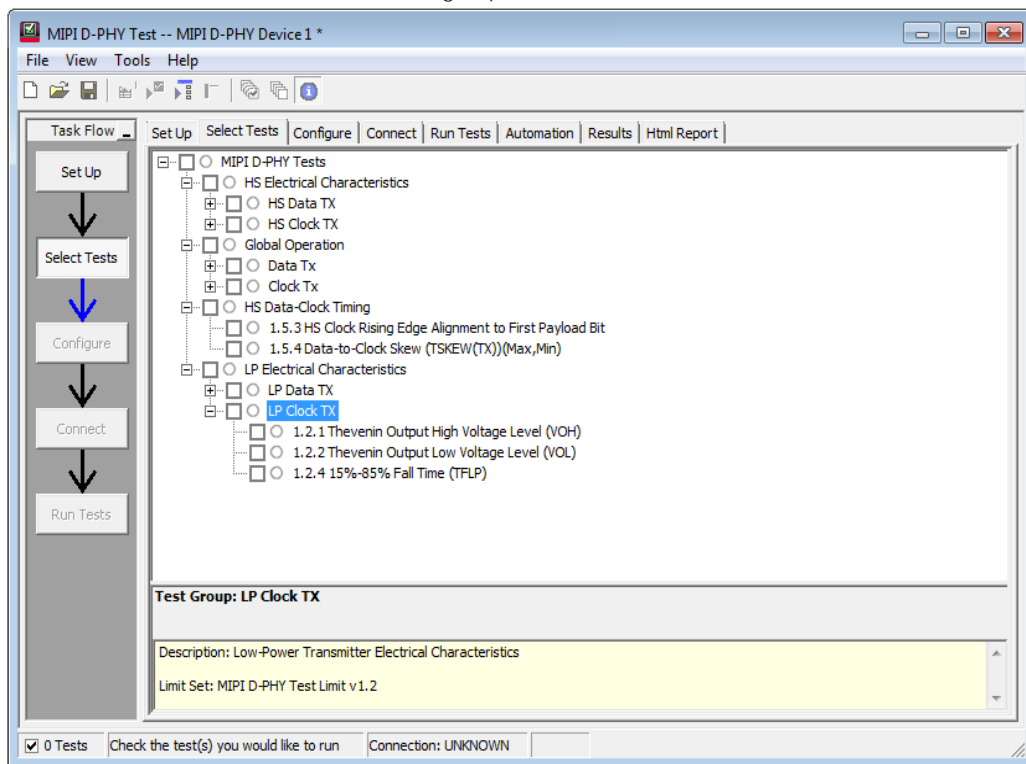 MIPI D-PHY Test -- MIPI D-PHY Device 1 *
File View Tools Help
Task Flow
Set Up Select Tests Configure Connect Run Tests Automation Results Html Report
Set Up
Select Tests
Configure
Connect
Run Tests
MIPI D-PHY Tests
HS Electrical Characteristics
HS Data TX
HS Clock TX
Global Operation
Data Tx
Clock Tx
HS Data-Clock Timing
1.5.3 HS Clock Rising Edge Alignment to First Payload Bit
1.5.4 Data-to-Clock Skew (TSKEW(TX))(Max,Min)
LP Electrical Characteristics
LP Data TX
LP Clock TX
1.2.1 Thevenin Output High Voltage Level (VOH)
1.2.2 Thevenin Output Low Voltage Level (VOL)
1.2.4 15%-85% Fall Time (TFLP)
Test Group: LP Clock TX
Description: Low-Power Transmitter Electrical Characteristics
Limit Set: MIPI D-PHY Test Limit v1.2
0 Tests Check the test(s) you would like to run Connection: UNKNOWN